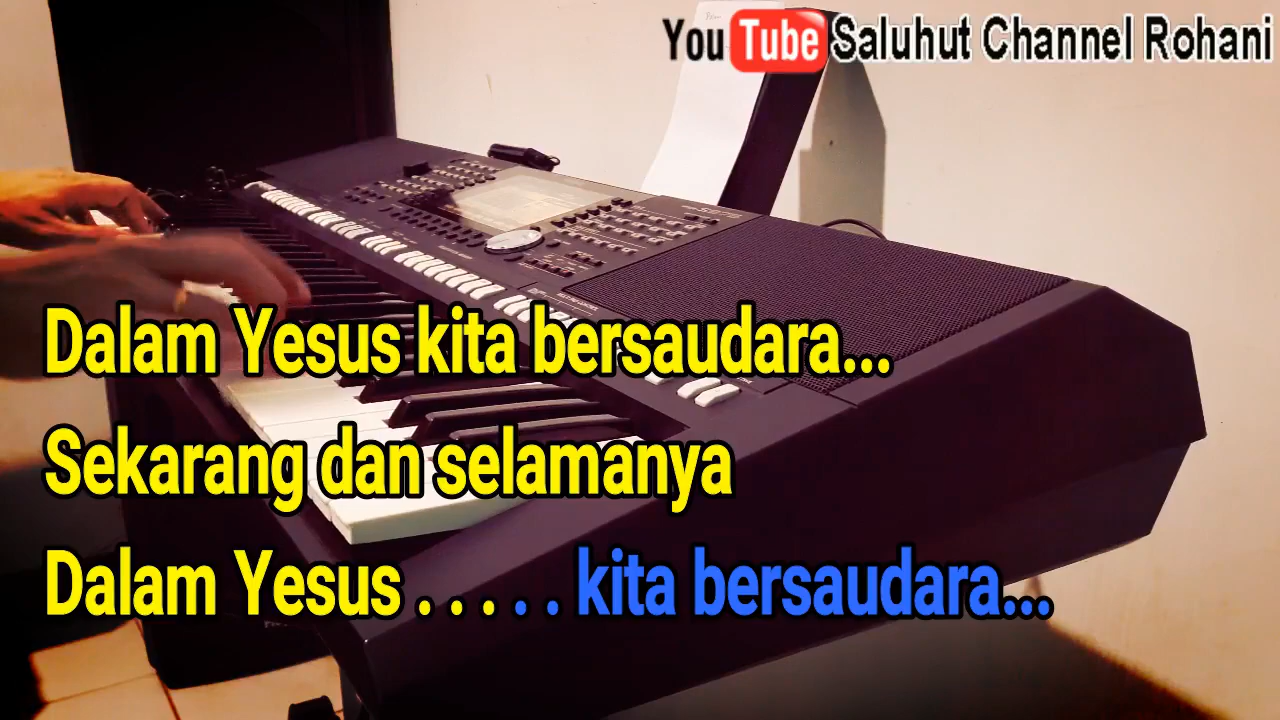 YouTube Saluhut Channel Rohani
Dalam Yesus kita bersaudara...
Sekarang dan selamanya
Dalam Yesus . . . . . kita bersaudara...